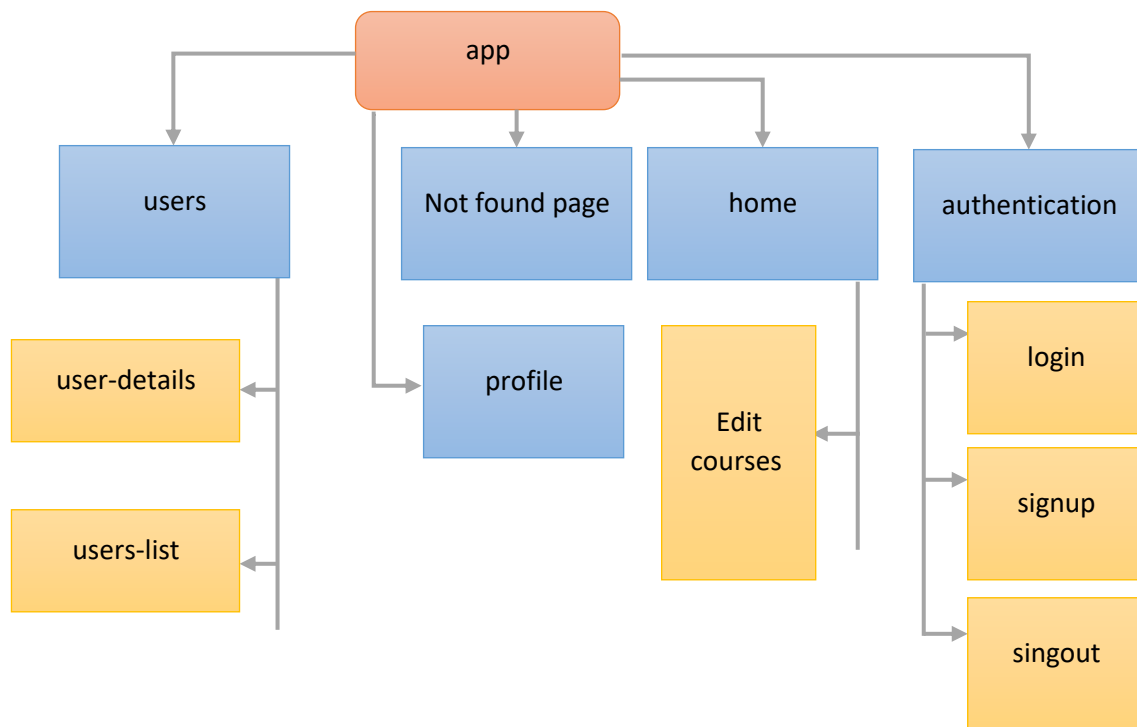 app
users
Not found page
home
authentication
user-details
profile
Edit
courses
login
users-list
signup
singout